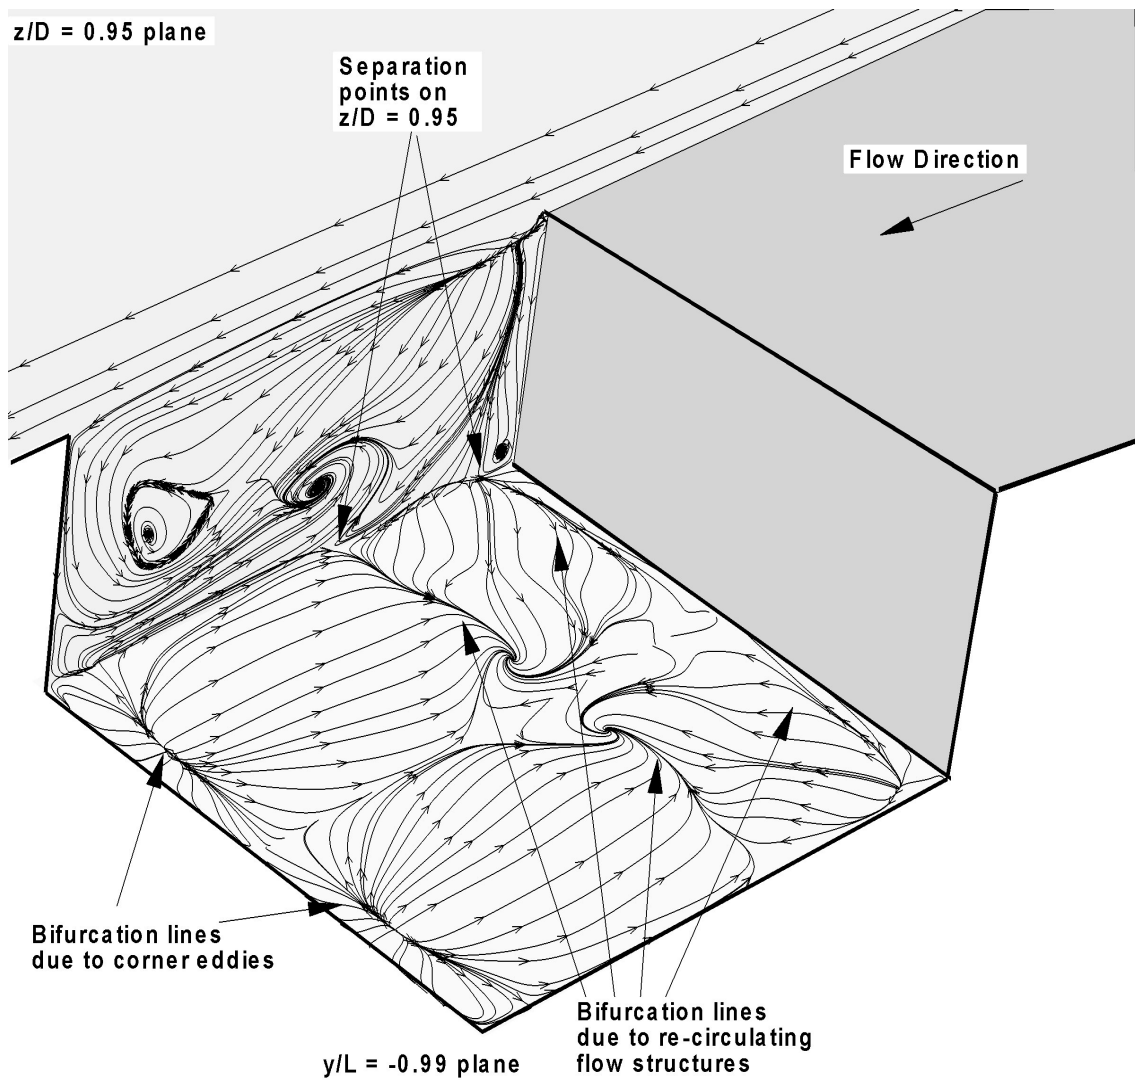 z/D = 0.95 plane
Separation
points on
z/D = 0.95
Flow Direction
Bifurcation lines
due to corner eddies
Bifurcation lines
due to re-circulating
flow structures
y/L = -0.99 plane